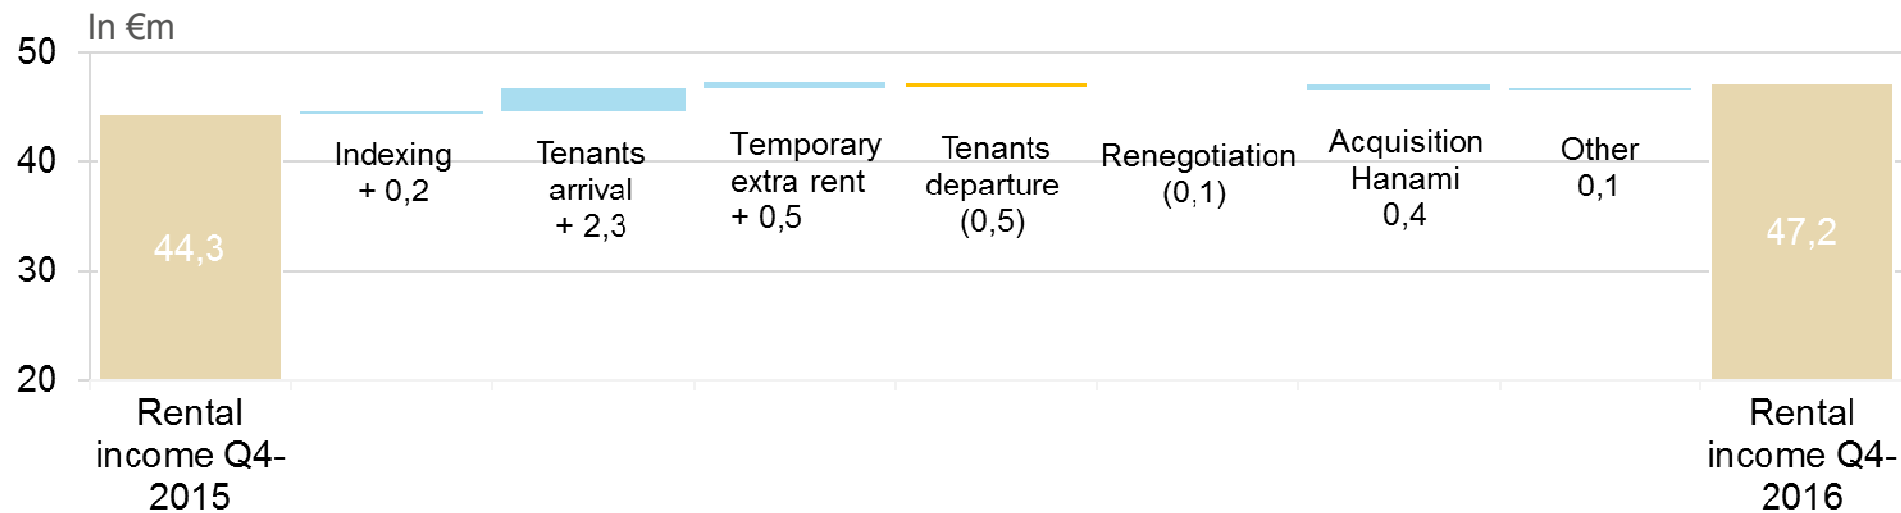 In €m
50
40
30
20
44,3
Indexing
+ 0,2
Tenants
arrival
+ 2,3
Temporary
extra rent
+ 0,5
Tenants
departure
(0,5)
Renegotiation
(0,1)
Acquisition
Hanami
0,4
Other
0,1
47,2
Rental
income Q4-
2015
Rental
income Q4-
2016